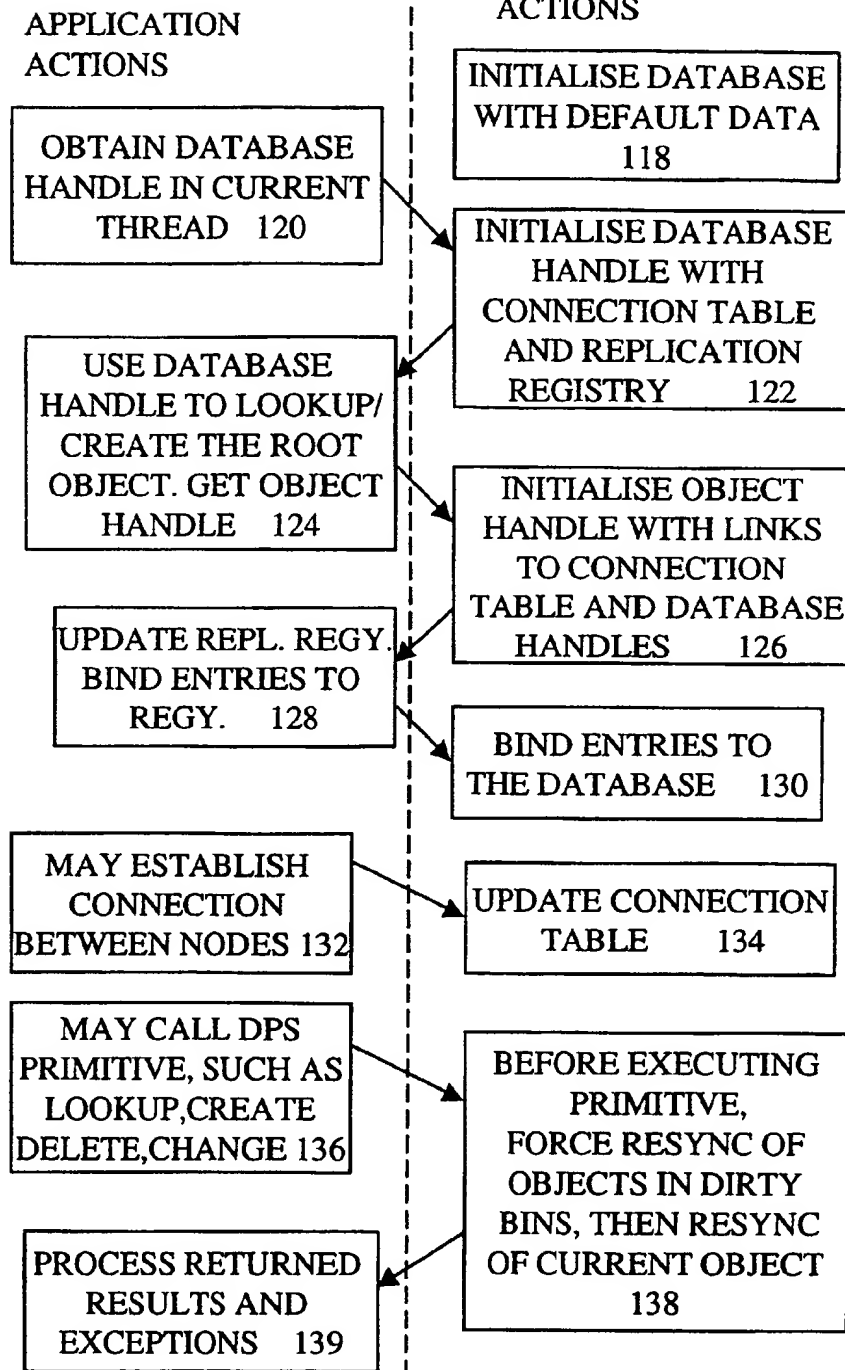 APPLICATION
ACTIONS
ACTIONS
INITIALISE DATABASE
WITH DEFAULT DATA
118
OBTAIN DATABASE
HANDLE IN CURRENT
THREAD 120
INITIALISE DATABASE
HANDLE WITH
CONNECTION TABLE
AND REPLICATION
REGISTRY 122
USE DATABASE
HANDLE TO LOOKUP/
CREATE THE ROOT
OBJECT. GET OBJECT
HANDLE 124
INITIALISE OBJECT
HANDLE WITH LINKS
TO CONNECTION
TABLE AND DATABASE
HANDLES 126
UPDATE REPL. REGY.
BIND ENTRIES TO
REGY. 128
BIND ENTRIES TO
THE DATABASE 130
MAY ESTABLISH
CONNECTION
BETWEEN NODES 132
UPDATE CONNECTION
TABLE 134
MAY CALL DPS
PRIMITIVE, SUCH AS
LOOKUP,CREATE
DELETE,CHANGE 136
BEFORE EXECUTING
PRIMITIVE,
FORCE RESYNC OF
OBJECTS IN DIRTY
BINS, THEN RESYNC
OF CURRENT OBJECT
138
PROCESS RETURNED
RESULTS AND
EXCEPTIONS 139